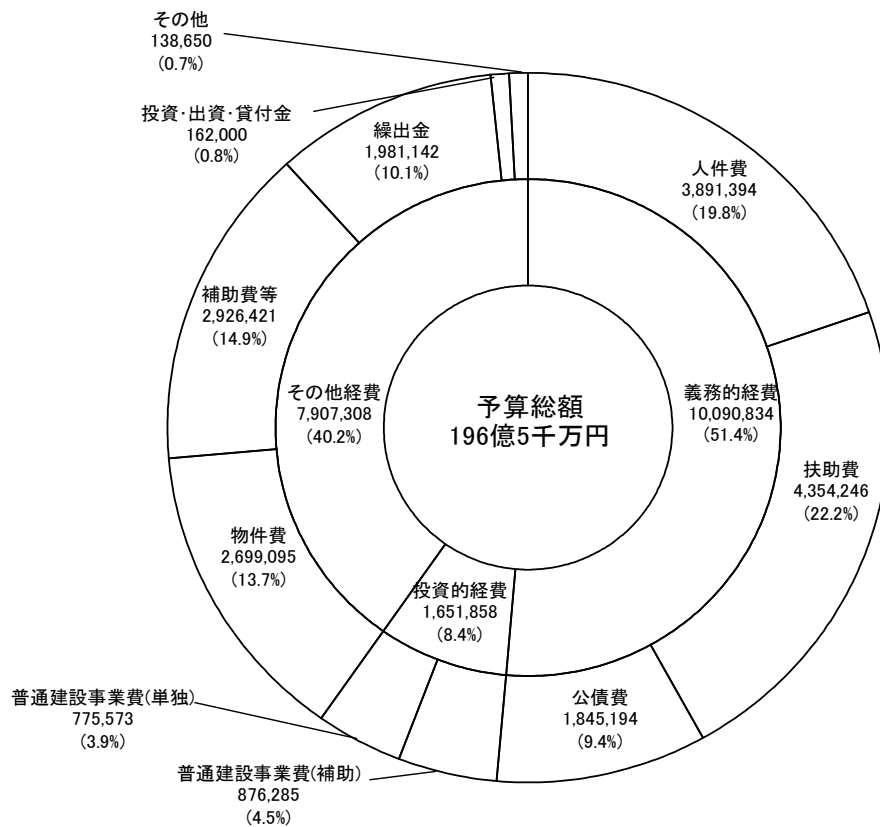 その他
138,650
(0.7%)
投資・出資・貸付金
162,000
(0.8%)
繰出金
1,981,142
(10.1%)
人件費
3,891,394
(19.8%)
補助費等
2,926,421
(14.9%)
その他経費
7,907,308
(40.2%)
予算総額
196億5千万円
義務的経費
10,090,834
(51.4%)
扶助費
4,354,246
(22.2%)
物件費
2,699,095
(13.7%)
投資的経費
1,651,858
(8.4%)
公債費
1,845,194
(9.4%)
普通建設事業費(単独)
775,573
(3.9%)
普通建設事業費(補助)
876,285
(4.5%)